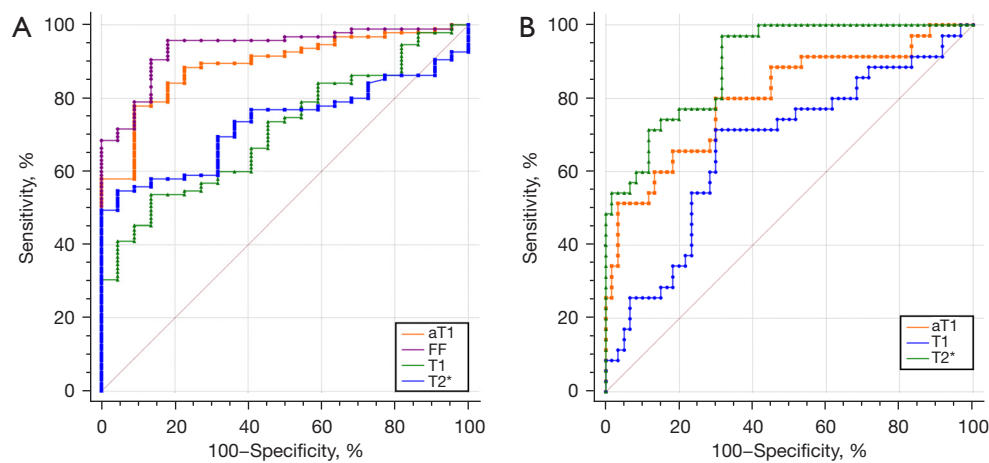 A
100
80
60
40
20
0
Sensitivity, %
0 20 40 60 80 100
100–Specificity, %
aT1
FF
T1
T2*
B
100
80
60
40
20
0
Sensitivity, %
0 20 40 60 80 100
100–Specificity, %
aT1
T1
T2*